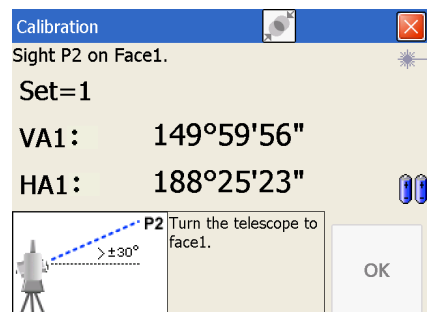 Calibration
Sight P2 on Face1.
Set=1
VA1: 149°59'56"
HA1: 188°25'23"
P2
>±30°
Turn the telescope to
face1.
OK